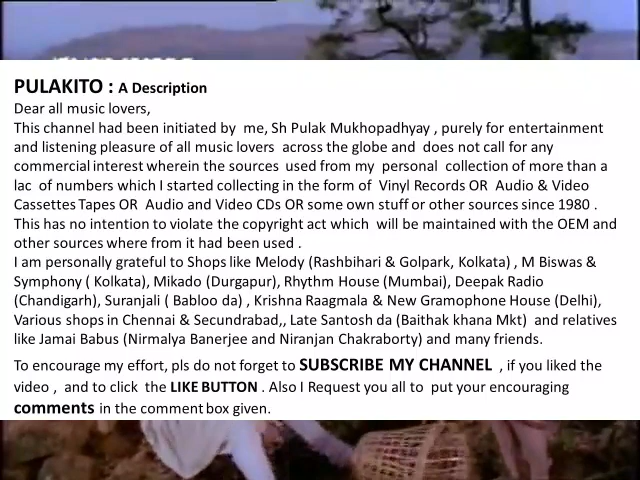 PULAKITO : A Description
Dear all music lovers,
This channel had been initiated by me, Sh Pulak Mukhopadhyay , purely for entertainment
and listening pleasure of all music lovers across the globe and does not call for any
commercial interest wherein the sources used from my personal collection of more than a
lac of numbers which I started collecting in the form of Vinyl Records OR Audio & Video
Cassettes Tapes OR Audio and Video CDs OR some own stuff or other sources since 1980 .
This has no intention to violate the copyright act which will be maintained with the OEM and
other sources where from it had been used .
I am personally grateful to Shops like Melody (Rashbihari & Golpark, Kolkata) , M Biswas &
Symphony ( Kolkata), Mikado (Durgapur), Rhythm House (Mumbai), Deepak Radio
(Chandigarh), Suranjali ( Babloo da) , Krishna Raagmala & New Gramophone House (Delhi),
Various shops in Chennai & Secundrabad,, Late Santosh da (Baithak khana Mkt) and relatives
like Jamai Babus (Nirmalya Banerjee and Niranjan Chakraborty) and many friends.
To encourage my effort, pls do not forget to SUBSCRIBE MY CHANNEL , if you liked the
video , and to click the LIKE BUTTON . Also I Request you all to put your encouraging
comments in the comment box given.